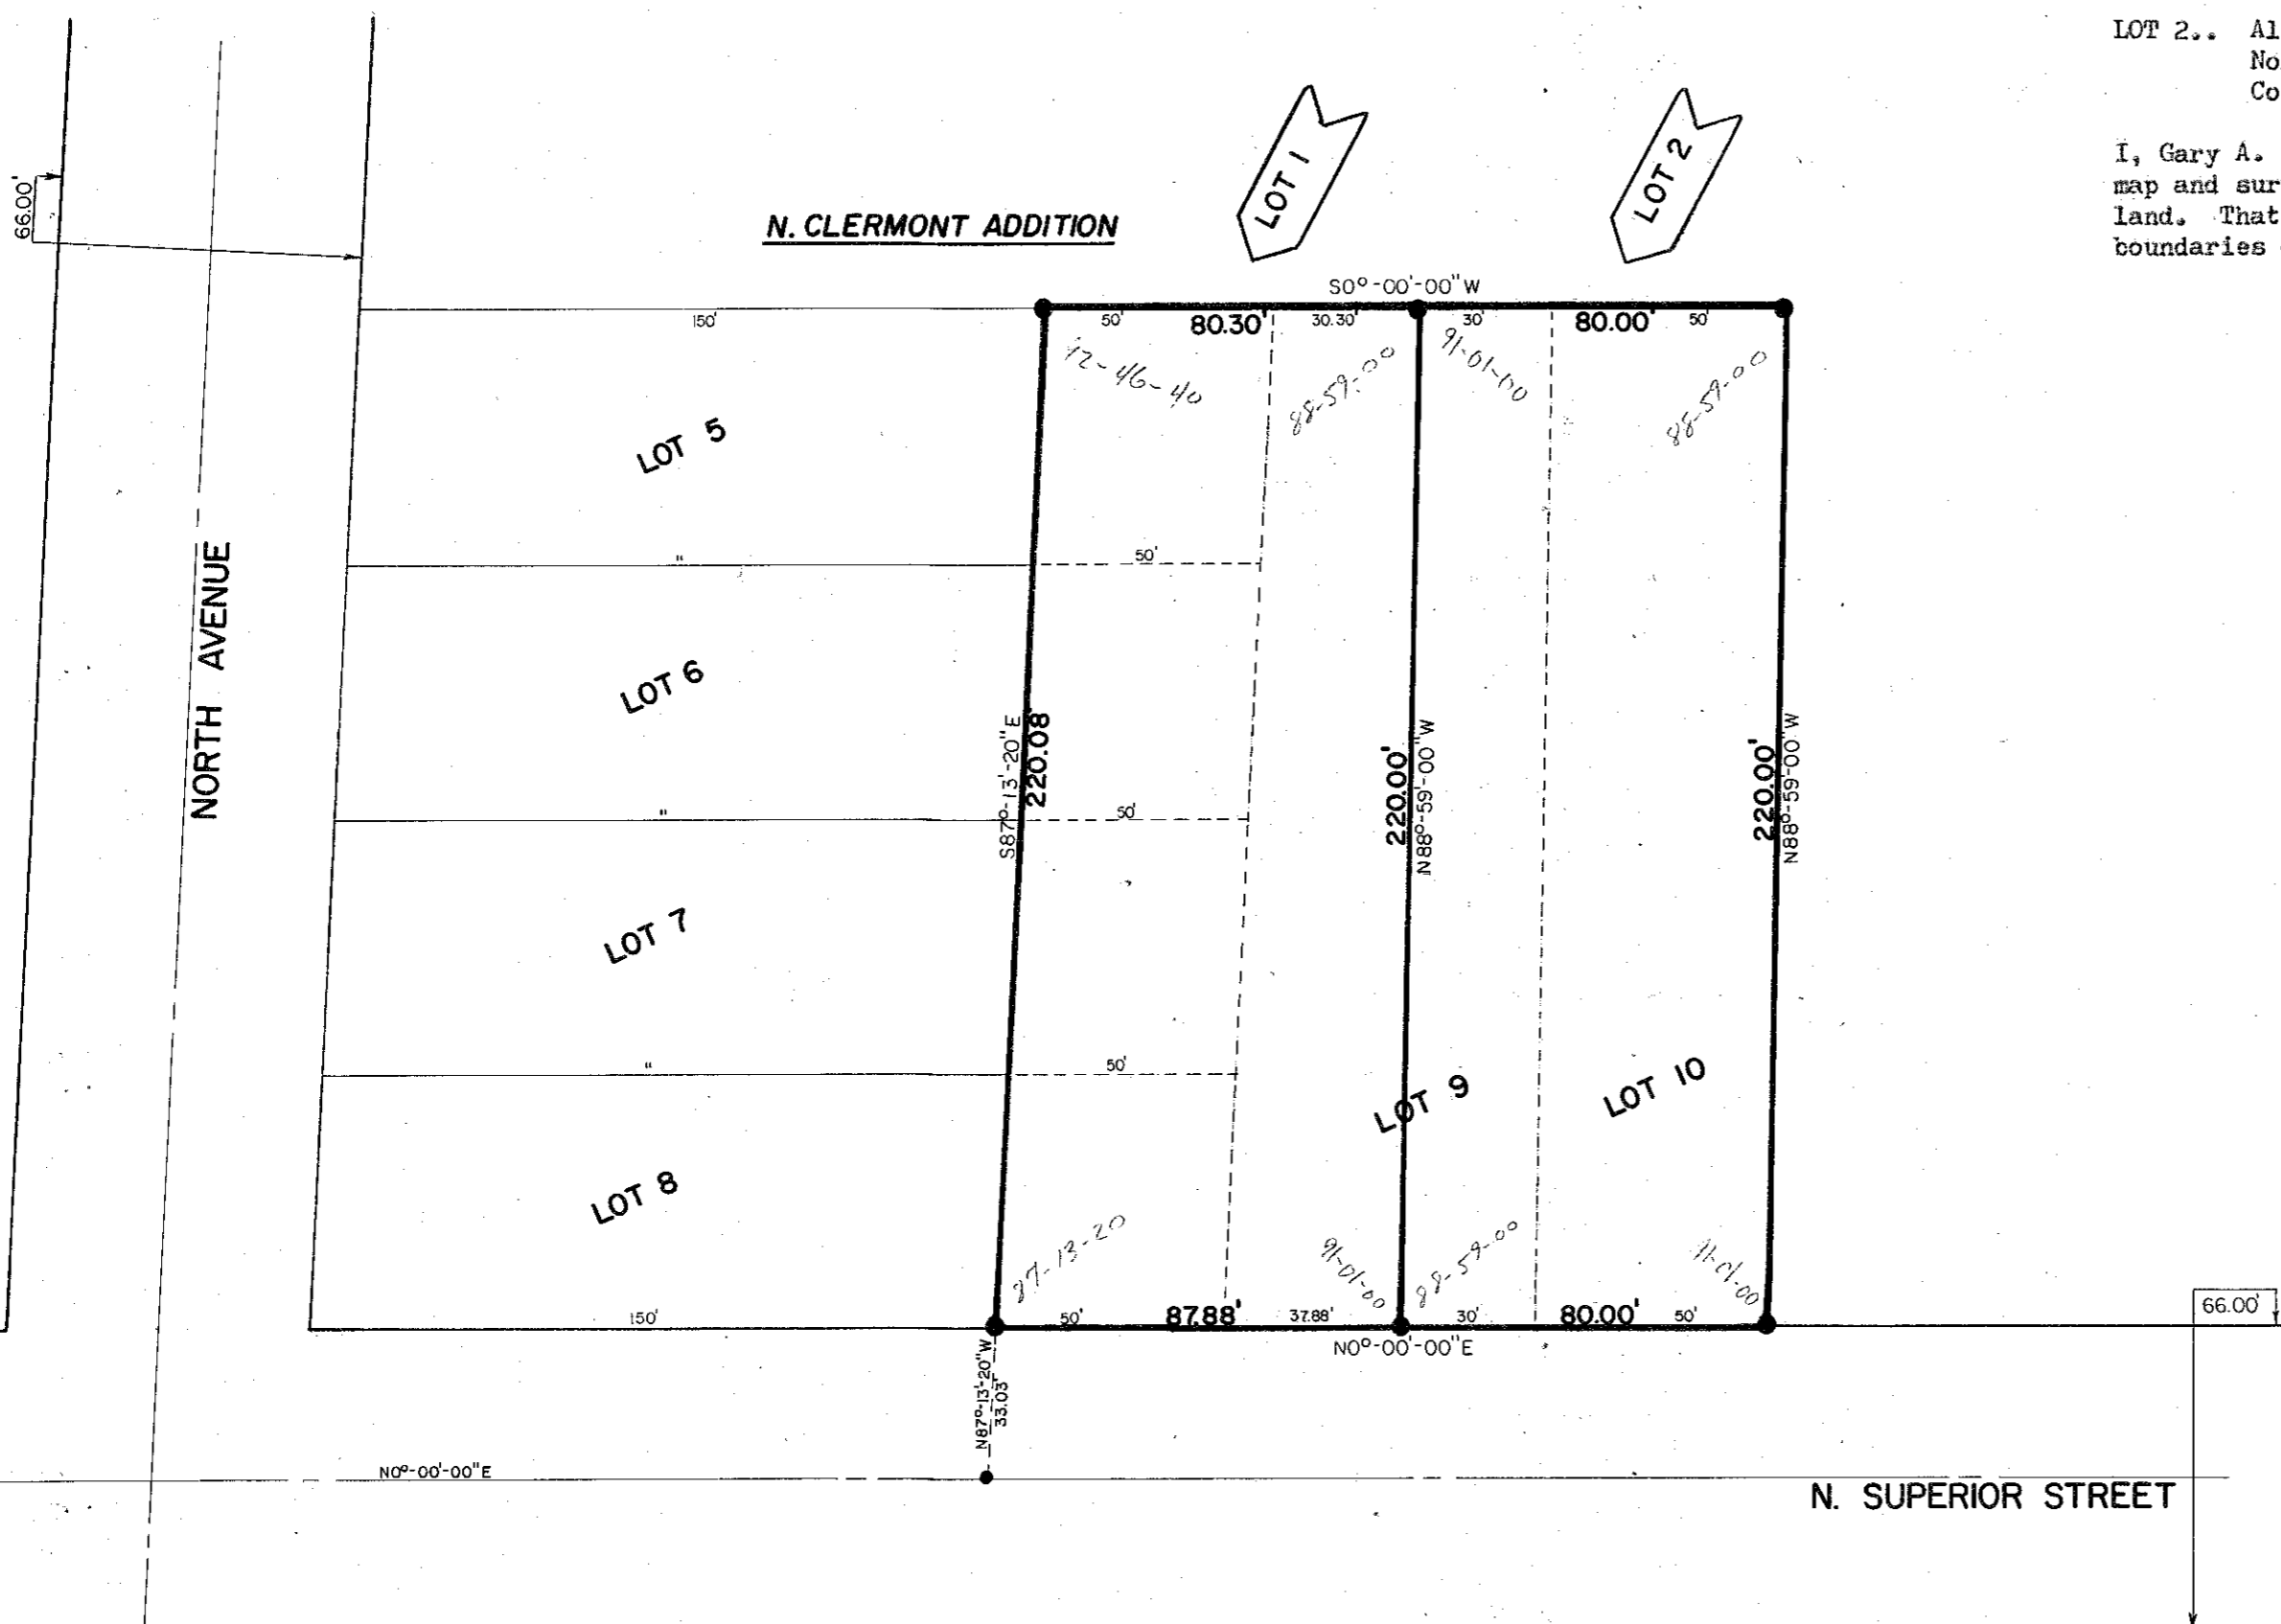 LOT 2.. Al
No
Co
I, Gary A.
map and sur
land. That
boundaries
66.00'
N. CLERMONT ADDITION
LOT 1
LOT 2
S0°-00'-00"W
150'
50'
80.30'
30.30'
30'
80.00'
50'
88-59-00
91-01-00
88-59-00
LOT 5
"
50'
NORTH AVENUE
LOT 6
S87°-13'-20"E
220.08'
220.00'
N88°-59'-00"W
220.00'
N88°-59-00"W
"
50'
LOT 7
"
50'
LOT 9
LOT 10
LOT 8
87-13-20
91-01-00
88-59-00
91-01-00
150'
50'
87.88'
37.88'
30'
80.00'
50'
66.00'
N0°-00'-00"E
N87°-13'-20"W
33.03'
N0°-00'-00"E
N. SUPERIOR STREET